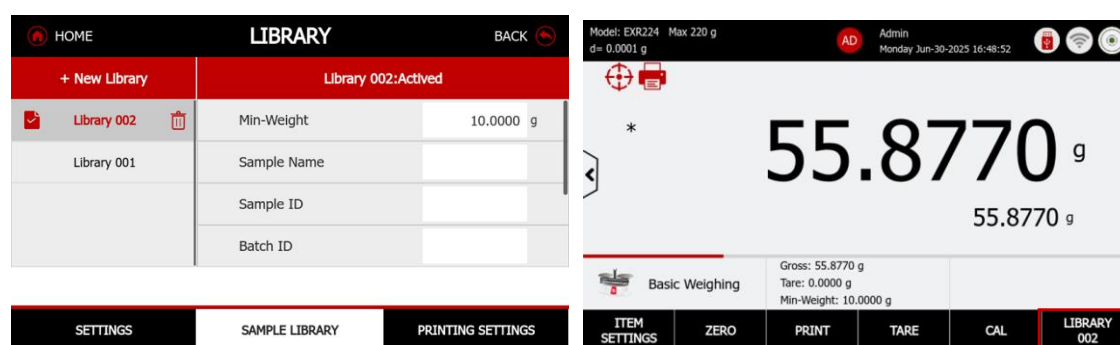 HOME LIBRARY BACK
+ New Library Library 002:Actived
Library 002 Min-Weight 10.0000 g
Library 001 Sample Name
Sample ID
Batch ID
SETTINGS SAMPLE LIBRARY PRINTING SETTINGS
Model: EXR224 Max 220 g
d= 0.0001 g
AD
Admin
Monday Jun-30-2025 16:48:52
*
55.8770 g
55.8770 g
Basic Weighing
Gross: 55.8770 g
Tare: 0.0000 g
Min-Weight: 10.0000 g
ITEM SETTINGS
ZERO
PRINT
TARE
CAL
LIBRARY 002